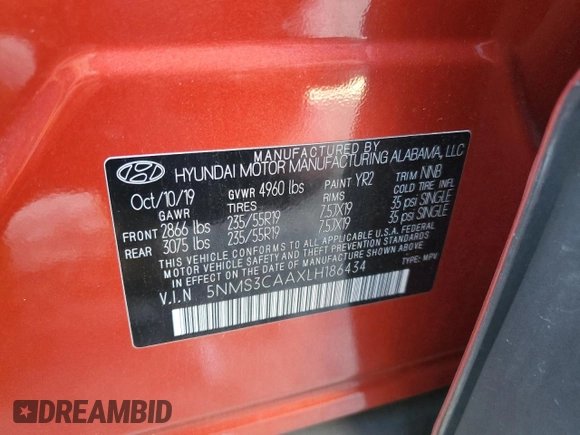 MANUFACTURED BY
HYUNDAI MOTOR MANUFACTURING ALABAMA, LLC
Oct/10/19 GVWR 4960 lbs PAINT YR2 TRIM NNB
GAWR TIRES RIMS COLD TIRE INFL
FRONT 2866 lbs 235/55R19 7.5JX19 35 psi SINGLE
REAR 3075 lbs 235/55R19 7.5JX19 35 psi SINGLE
THIS VEHICLE CONFORMS TO ALL APPLICABLE U.S.A. FEDERAL
MOTOR VEHICLE SAFETY AND THEFT PREVENTION STANDARDS IN
EFFECT ON THE DATE OF MANUFACTURE SHOWN ABOVE.
V.I.N 5NMS3CAAXLH186434 TYPE: MPV
DREAMBID